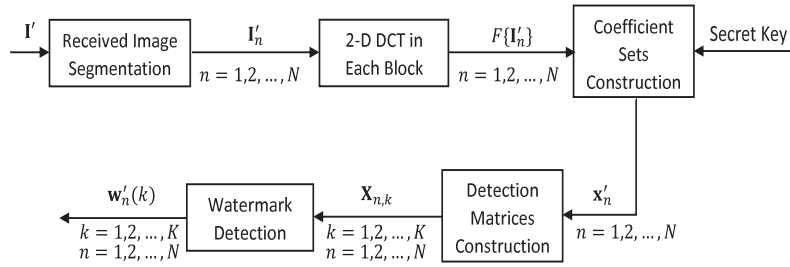 𝐈′
Received Image
Segmentation
𝐈′ₙ
n = 1,2, …, N
2-D DCT in
Each Block
F{𝐈′ₙ}
n = 1,2, …, N
Coefficient
Sets
Construction
Secret Key
𝐱′ₙ
n = 1,2, …, N
Detection
Matrices
Construction
𝐗ₙ,ₖ
k = 1,2, …, K
n = 1,2, …, N
Watermark
Detection
𝐰′ₙ(k)
k = 1,2, …, K
n = 1,2, …, N